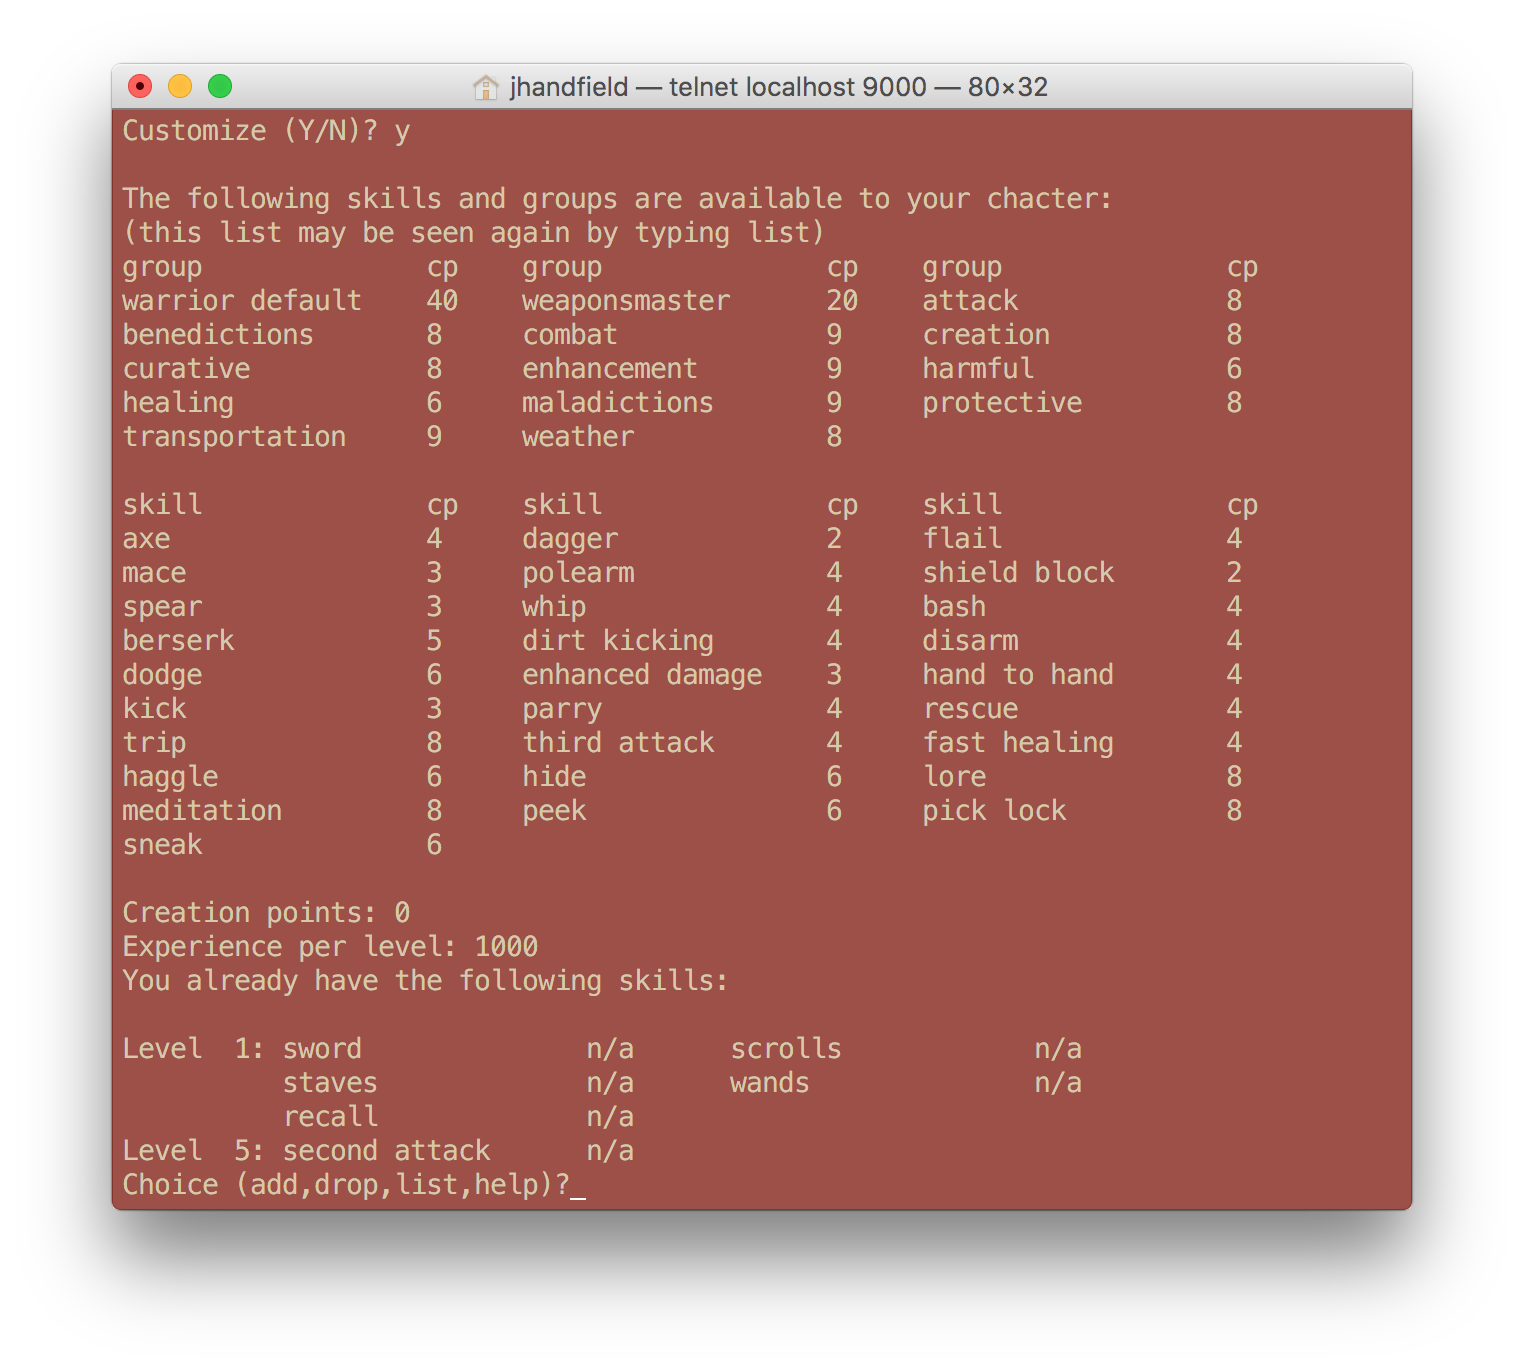 jhandfield — telnet localhost 9000 — 80×32
Customize (Y/N)? y
The following skills and groups are available to your chacter:
(this list may be seen again by typing list)
group cp group cp group cp
warrior default 40 weaponsmaster 20 attack 8
benedictions 8 combat 9 creation 8
curative 8 enhancement 9 harmful 6
healing 6 maladictions 9 protective 8
transportation 9 weather 8
skill cp skill cp skill cp
axe 4 dagger 2 flail 4
mace 3 polearm 4 shield block 2
spear 3 whip 4 bash 4
berserk 5 dirt kicking 4 disarm 4
dodge 6 enhanced damage 3 hand to hand 4
kick 3 parry 4 rescue 4
trip 8 third attack 4 fast healing 4
haggle 6 hide 6 lore 8
meditation 8 peek 6 pick lock 8
sneak 6
Creation points: 0
Experience per level: 1000
You already have the following skills:
Level 1: sword n/a scrolls n/a
staves n/a wands n/a
recall n/a
Level 5: second attack n/a
Choice (add,drop,list,help)?_